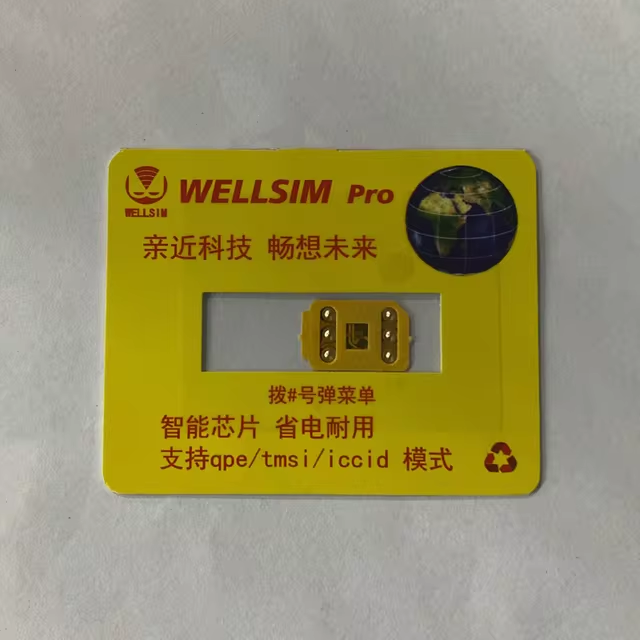 WELLSIM Pro
WELLSIM
亲近科技 畅想未来
拨#号弹菜单
智能芯片 省电耐用
支持qpe/tmsi/iccid 模式